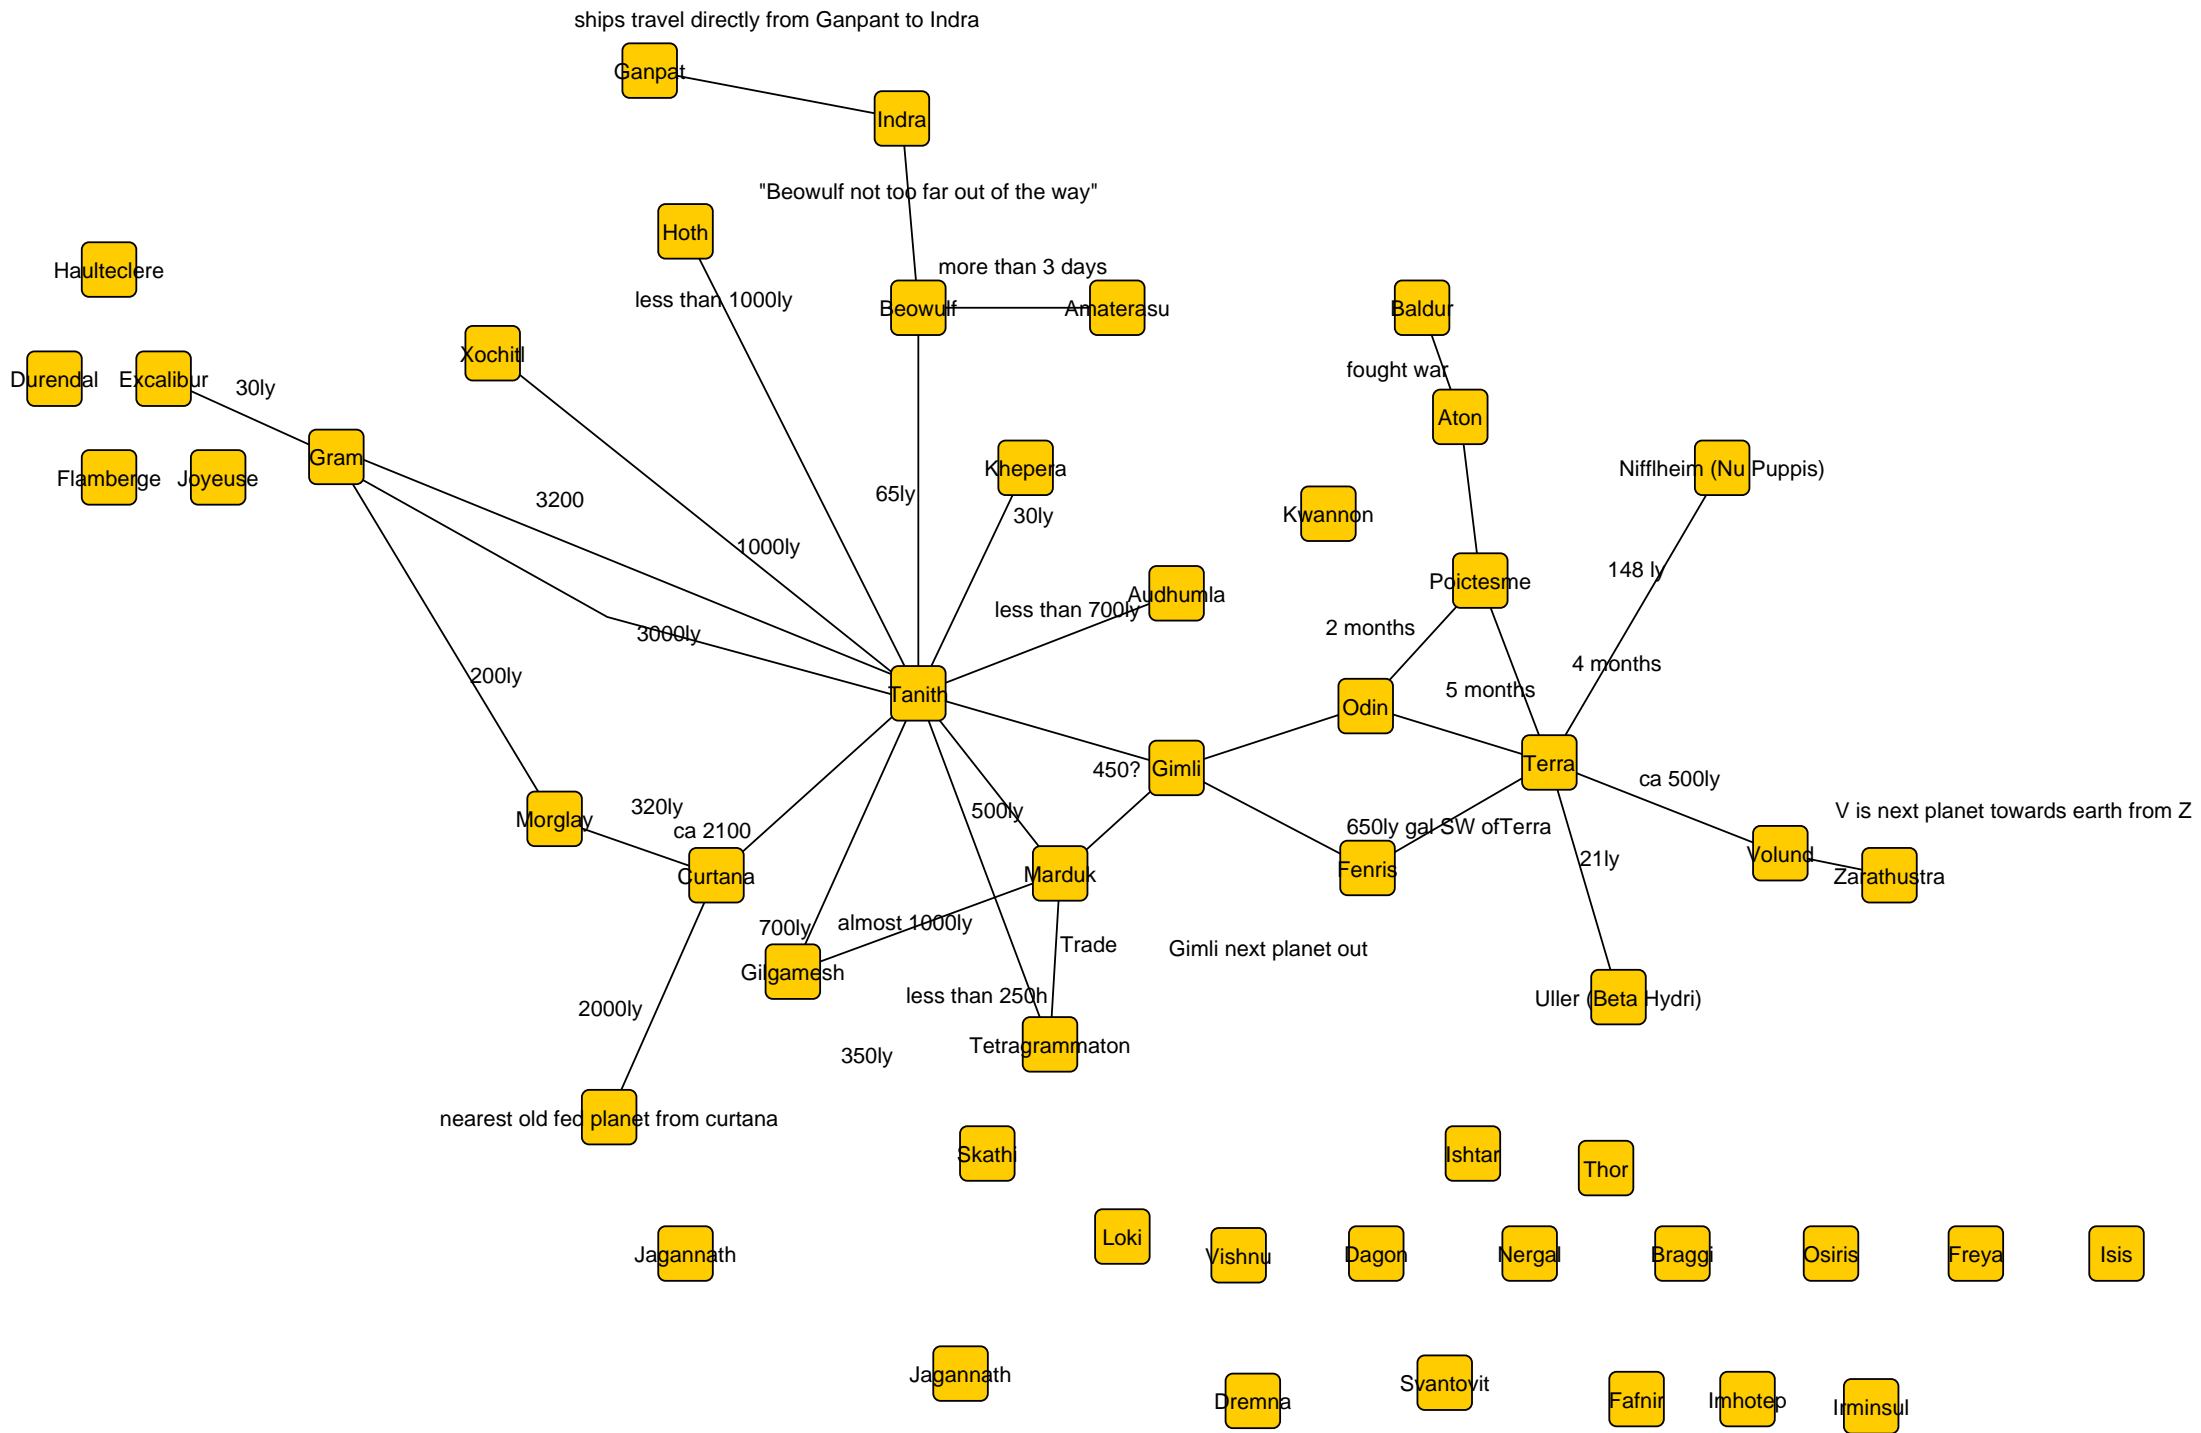 ships travel directly from Ganpant to Indra
Ganpat
Indra
"Beowulf not too far out of the way"
Hoth
Haulteclere
more than 3 days
less than 1000ly
Beowulf
Amaterasu
Baldur
Xochitl
fought war
Durendal
Excalibur
30ly
Aton
Gram
Khepera
Nifflheim (Nu Puppis)
Flamberge
Joyeuse
3200
65ly
30ly
Kwannon
1000ly
148 ly
Poictesme
Audhumla
less than 700ly
2 months
3000ly
4 months
200ly
5 months
Tanith
Odin
450?
Gimli
Terra
ca 500ly
320ly
500ly
V is next planet towards earth from Z
Morglay
ca 2100
650ly gal SW ofTerra
21ly
Volund
Curtana
Marduk
Fenris
Zarathustra
700ly
almost 1000ly
Trade
Gimli next planet out
Gilgamesh
less than 250h
Uller (Beta Hydri)
2000ly
350ly
Tetragrammaton
nearest old fed planet from curtana
Skathi
Ishtar
Thor
Jagannath
Loki
Vishnu
Dagon
Nergal
Braggi
Osiris
Freya
Isis
Jagannath
Dremna
Svantovit
Fafnir
Imhotep
Irminsul